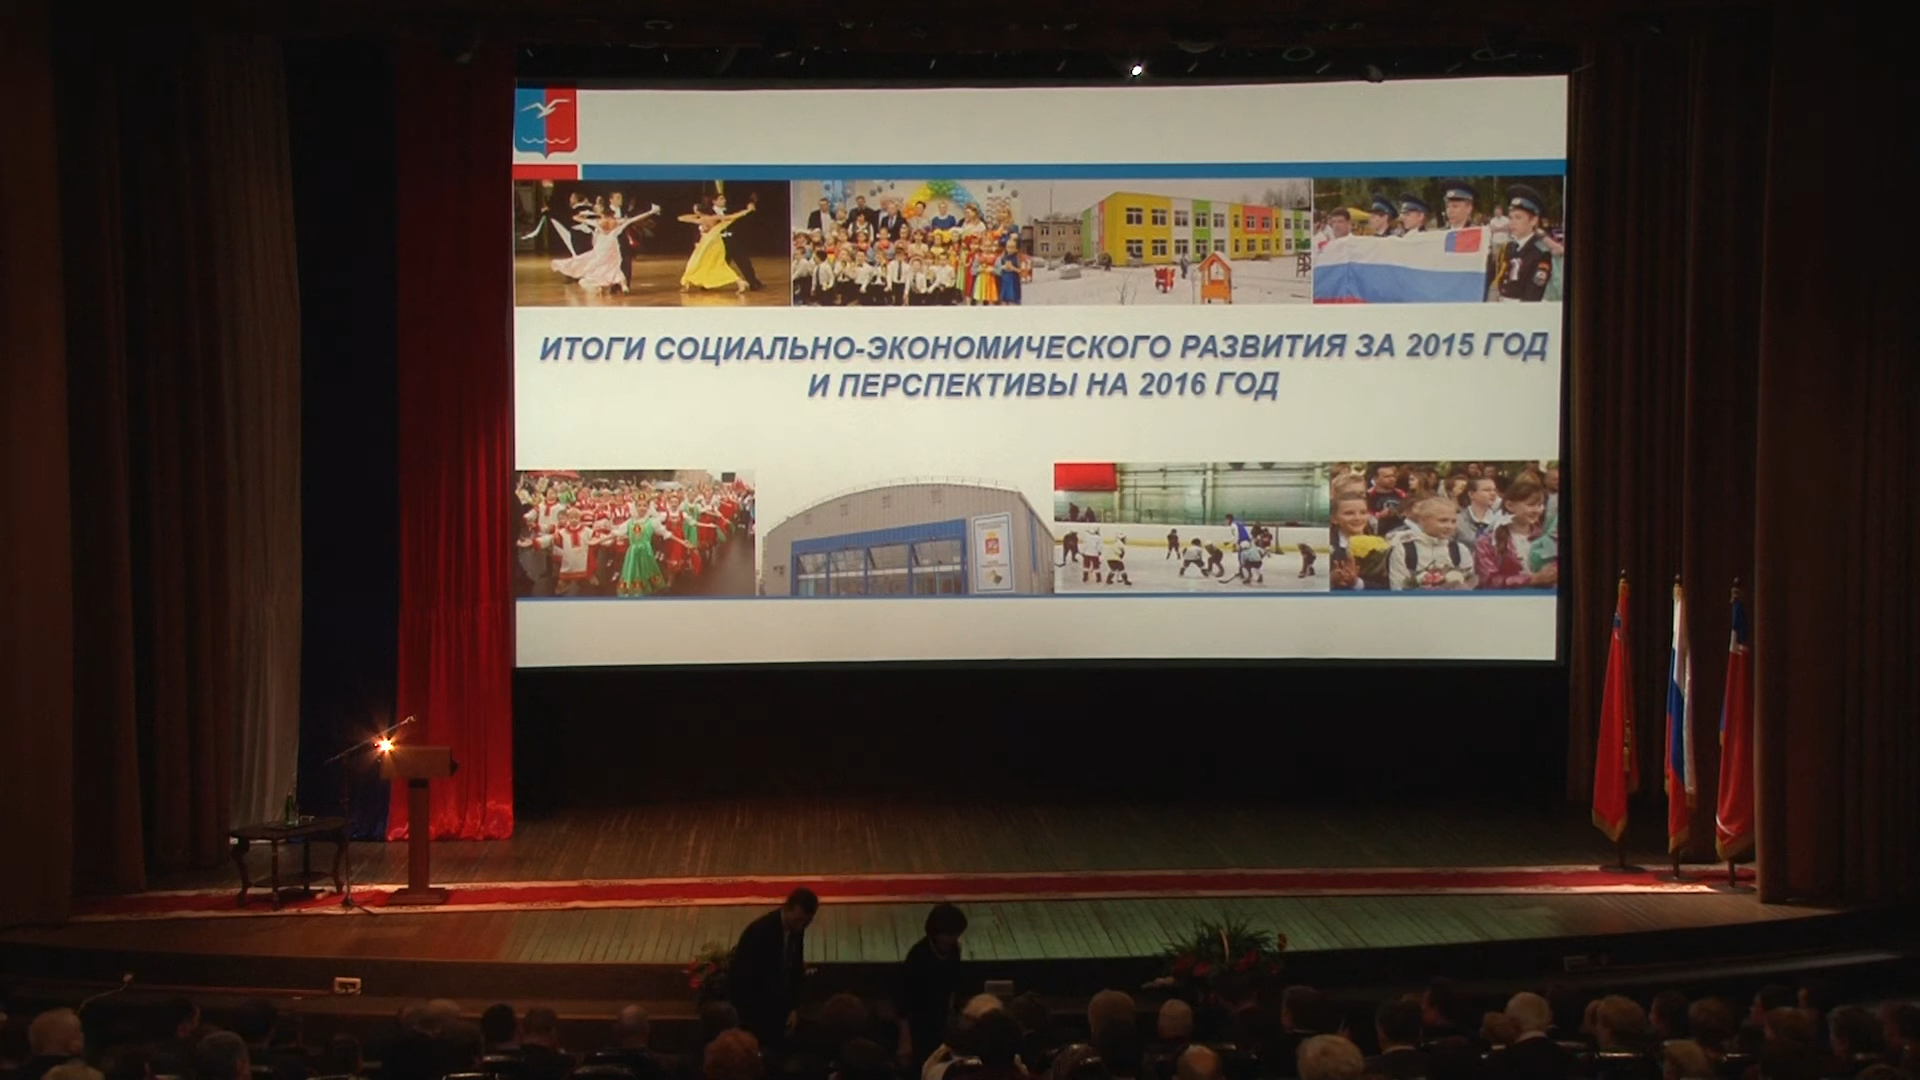 ИТОГИ СОЦИАЛЬНО-ЭКОНОМИЧЕСКОГО РАЗВИТИЯ ЗА 2015 ГОД
И ПЕРСПЕКТИВЫ НА 2016 ГОД